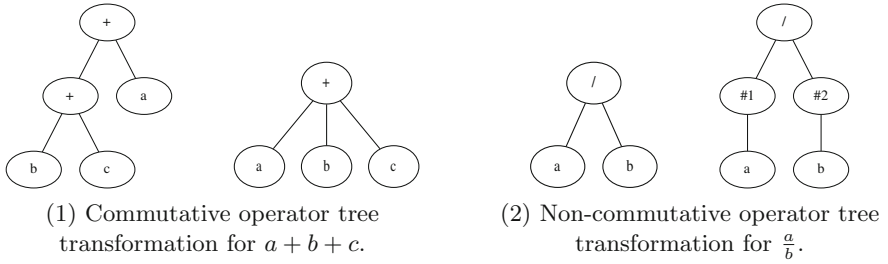 +
+
a
b
c
+
a
b
c
(1) Commutative operator tree
transformation for a + b + c.
/
a
b
/
#1
#2
a
b
(2) Non-commutative operator tree
transformation for a/b.